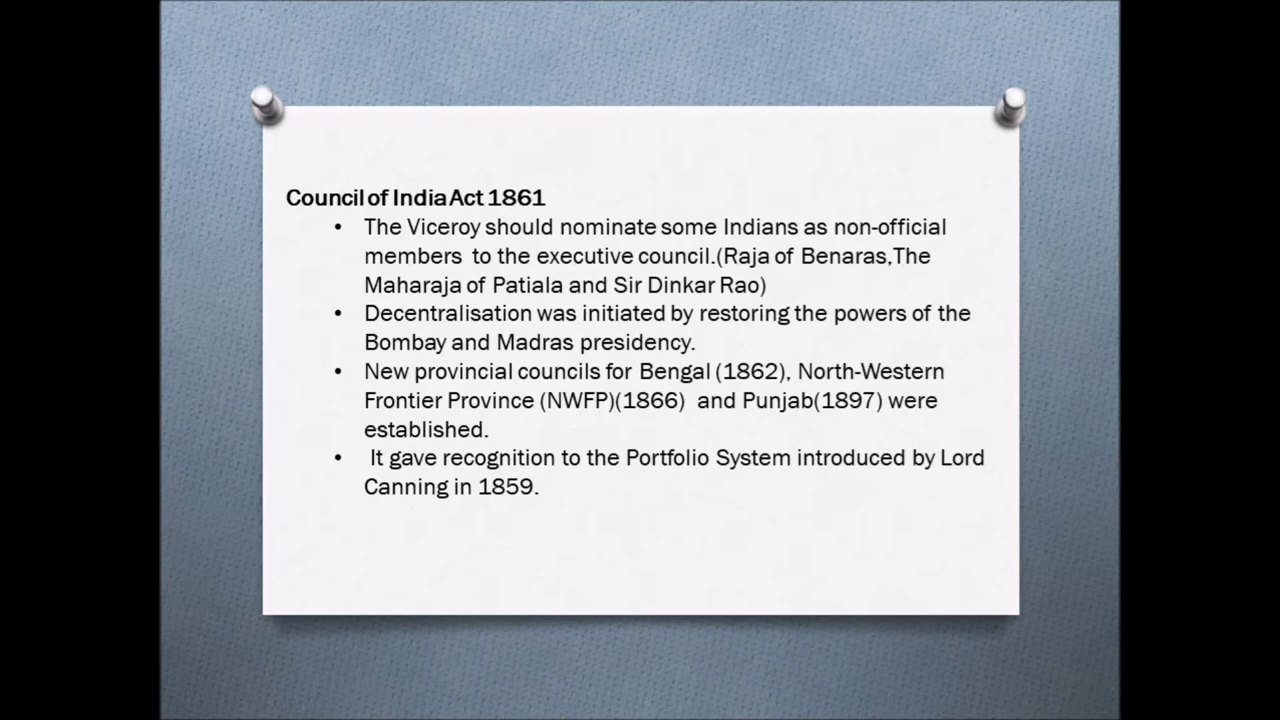 Council of India Act 1861
• The Viceroy should nominate some Indians as non-official
members to the executive council.(Raja of Benaras,The
Maharaja of Patiala and Sir Dinkar Rao)
• Decentralisation was initiated by restoring the powers of the
Bombay and Madras presidency.
• New provincial councils for Bengal (1862), North-Western
Frontier Province (NWFP)(1866) and Punjab(1897) were
established.
• It gave recognition to the Portfolio System introduced by Lord
Canning in 1859.